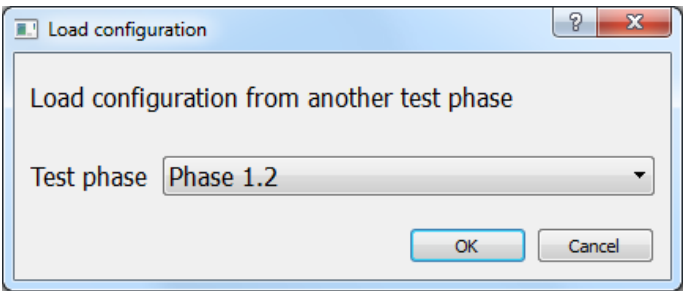 Load configuration
?
Load configuration from another test phase
Test phase Phase 1.2
OK Cancel